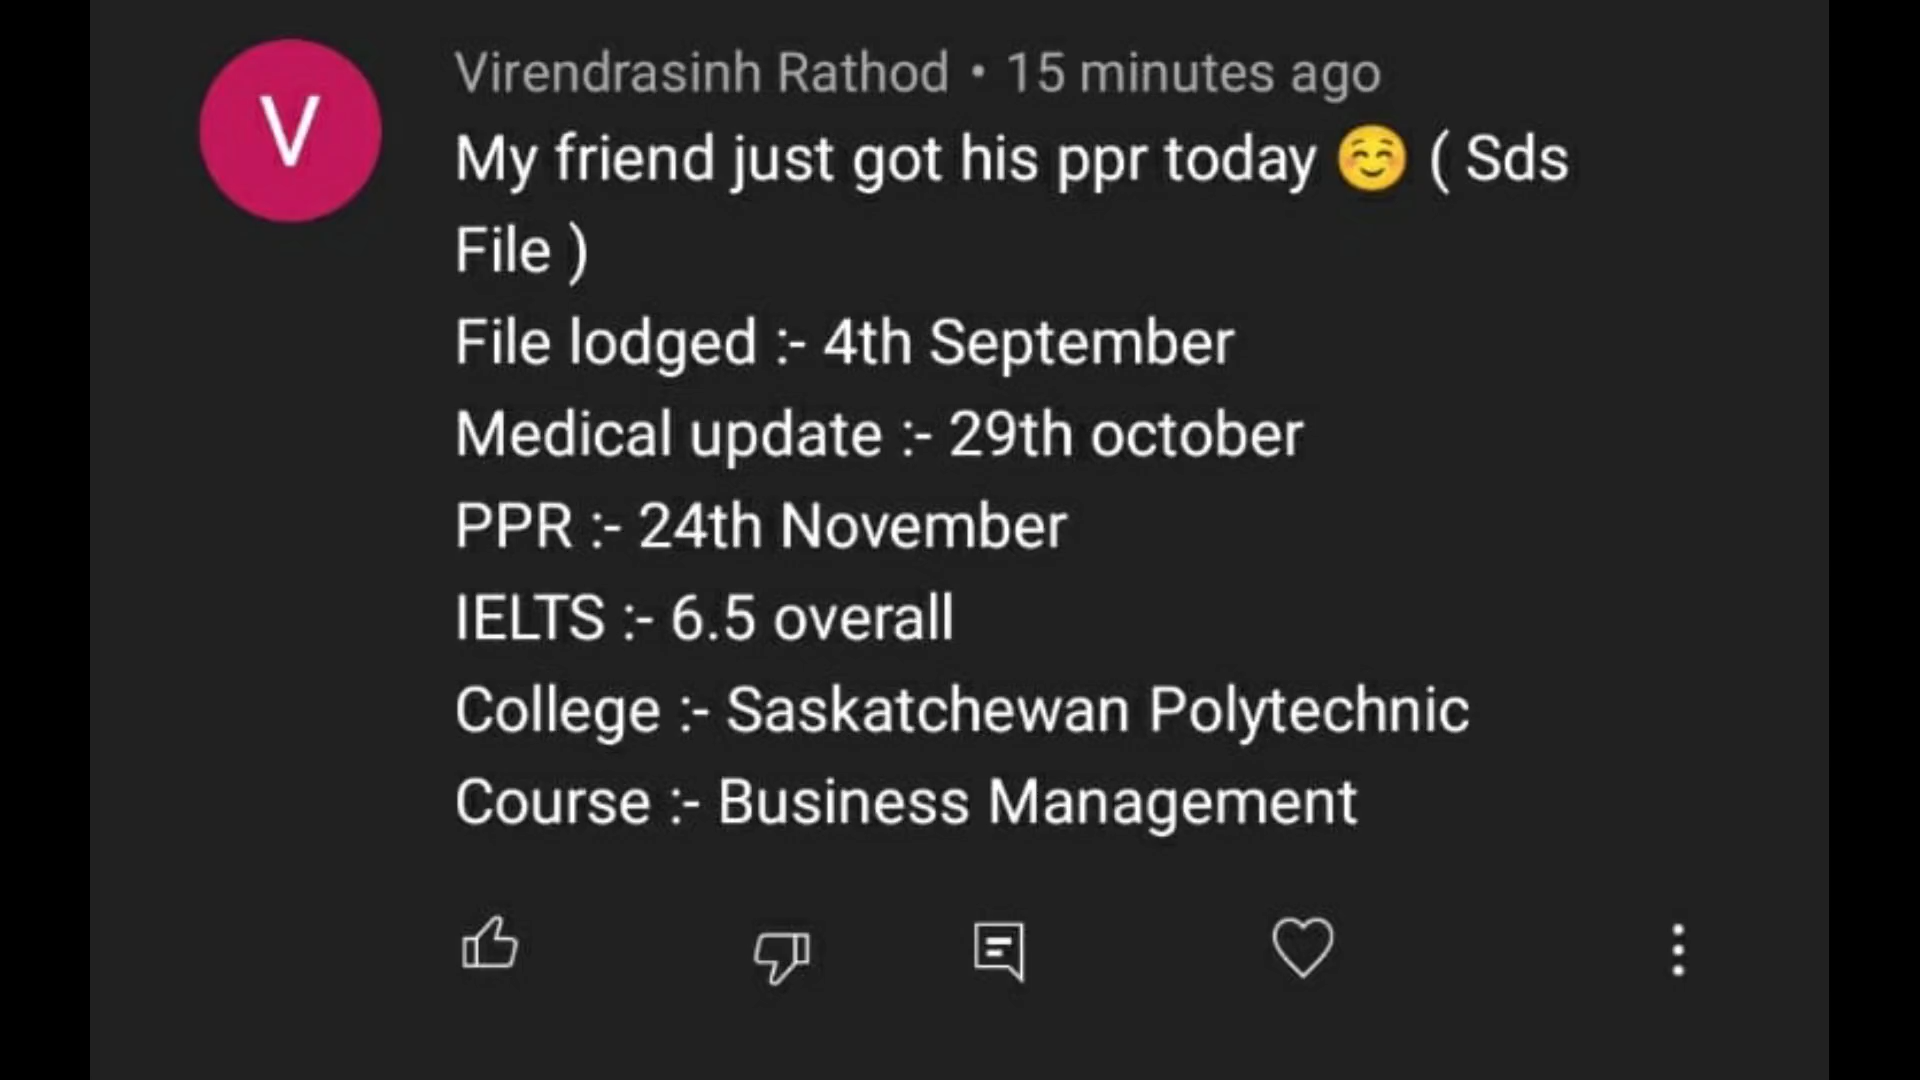 V
Virendrasinh Rathod • 15 minutes ago
My friend just got his ppr today ☺️ ( Sds
File )
File lodged :- 4th September
Medical update :- 29th october
PPR :- 24th November
IELTS :- 6.5 overall
College :- Saskatchewan Polytechnic
Course :- Business Management